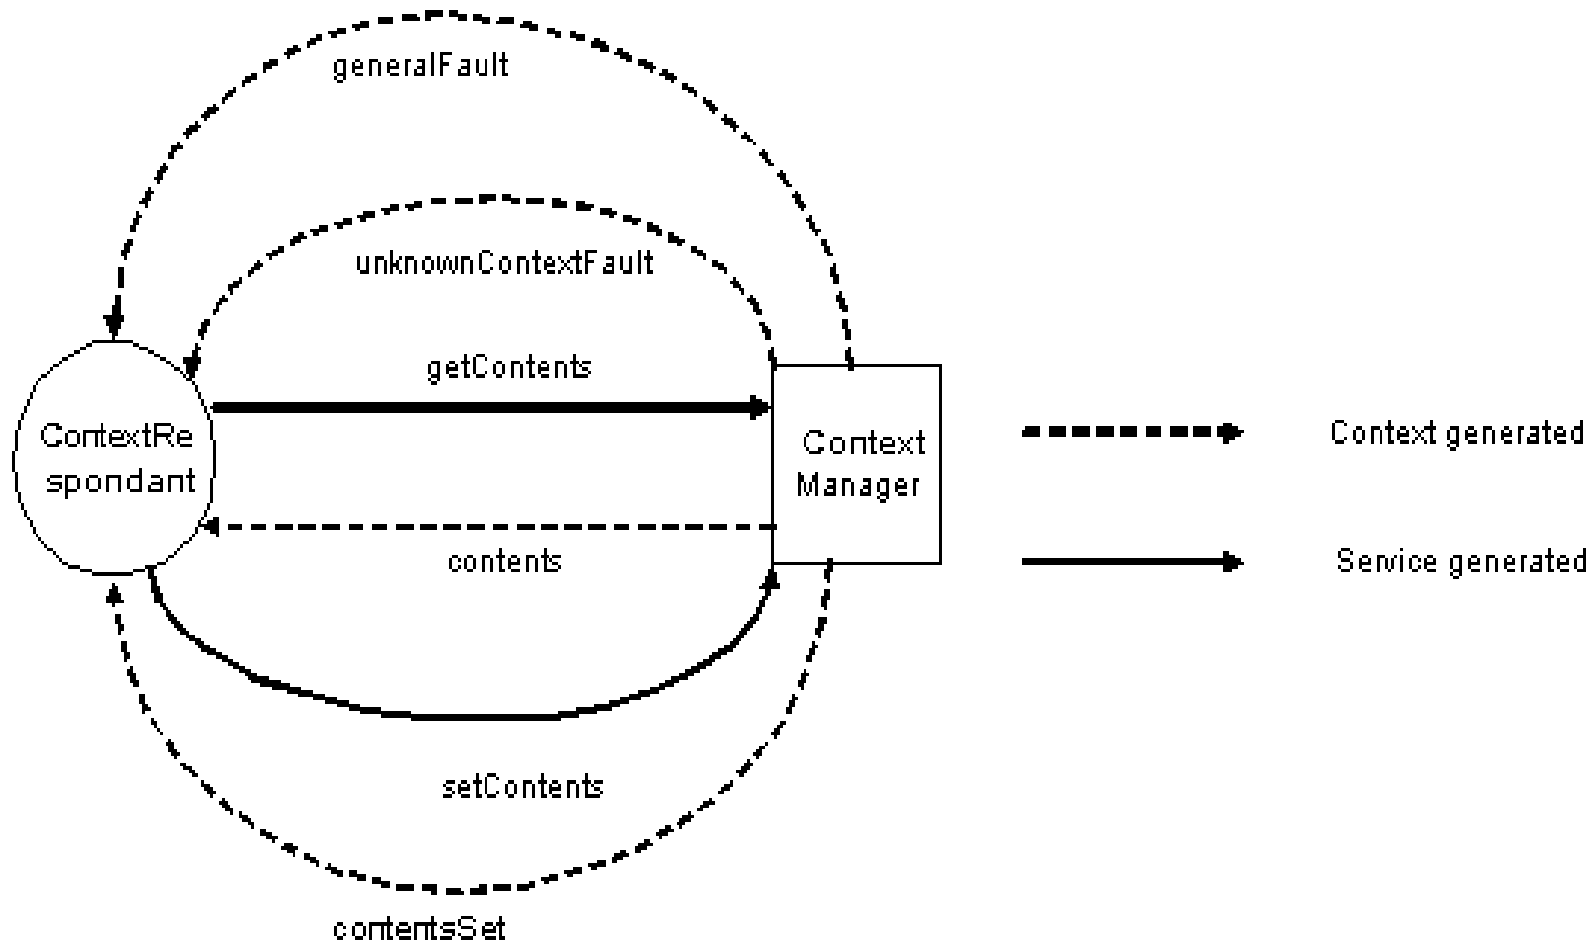 generalFault
unknownContextFault
getContents
ContextRe
spondant
Context
Manager
Context generated
contents
Service generated
setContents
contentsSet